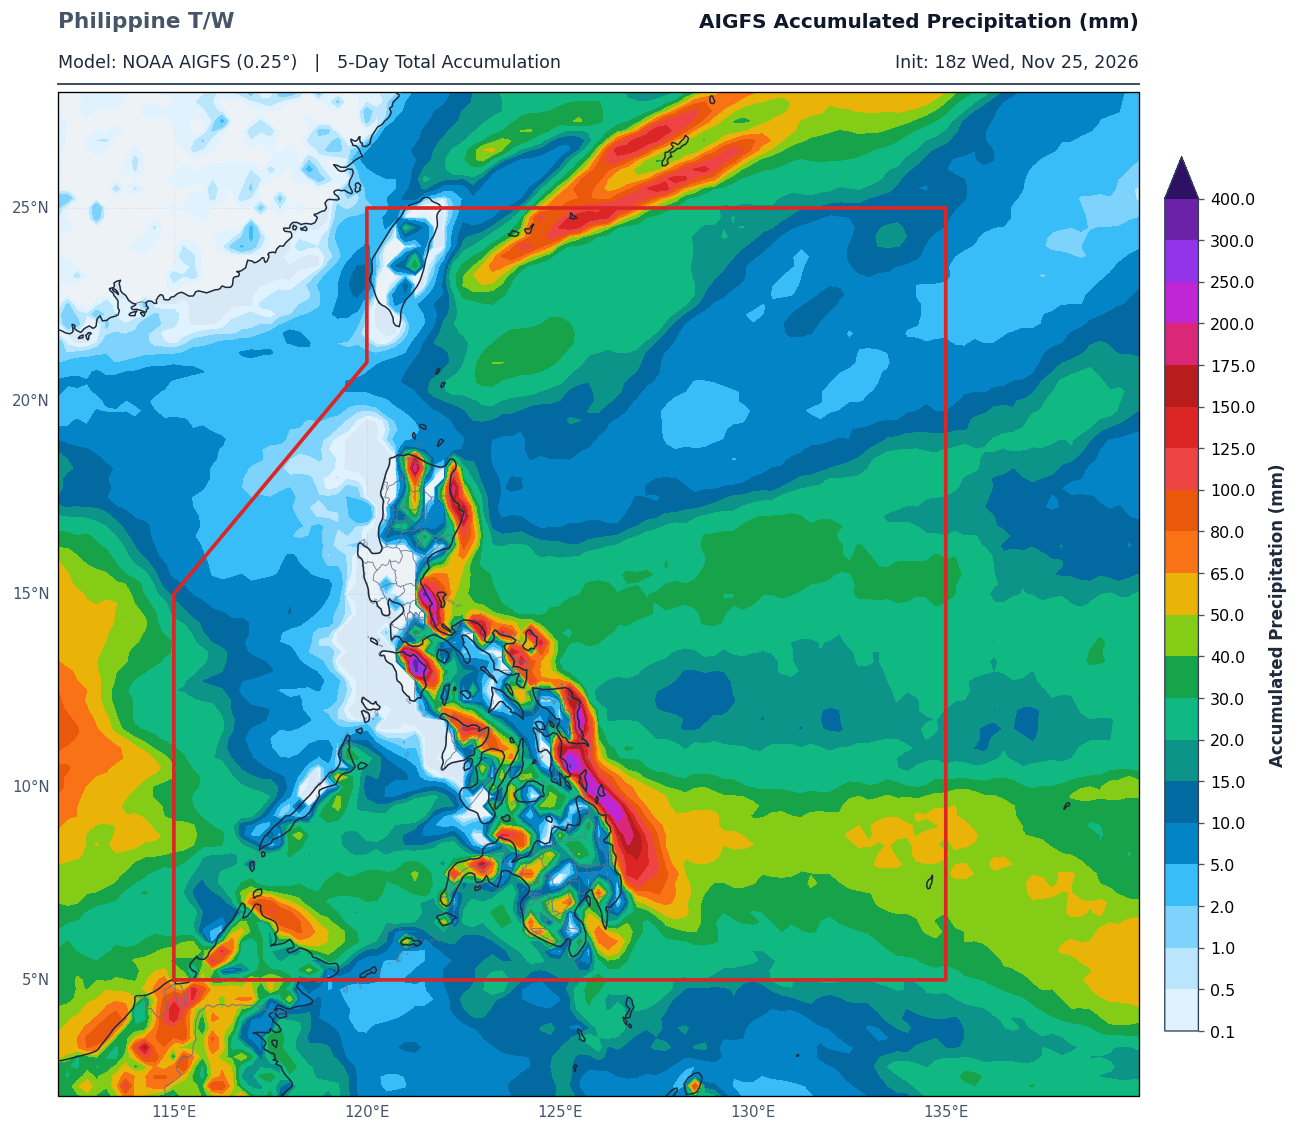 Philippine T/W
AIGFS Accumulated Precipitation (mm)
Model: NOAA AIGFS (0.25°) | 5-Day Total Accumulation
Init: 18z Wed, Nov 25, 2026
25°N
20°N
15°N
10°N
5°N
115°E
120°E
125°E
130°E
135°E
400.0
300.0
250.0
200.0
175.0
150.0
125.0
100.0
80.0
65.0
50.0
40.0
30.0
20.0
15.0
10.0
5.0
2.0
1.0
0.5
0.1
Accumulated Precipitation (mm)